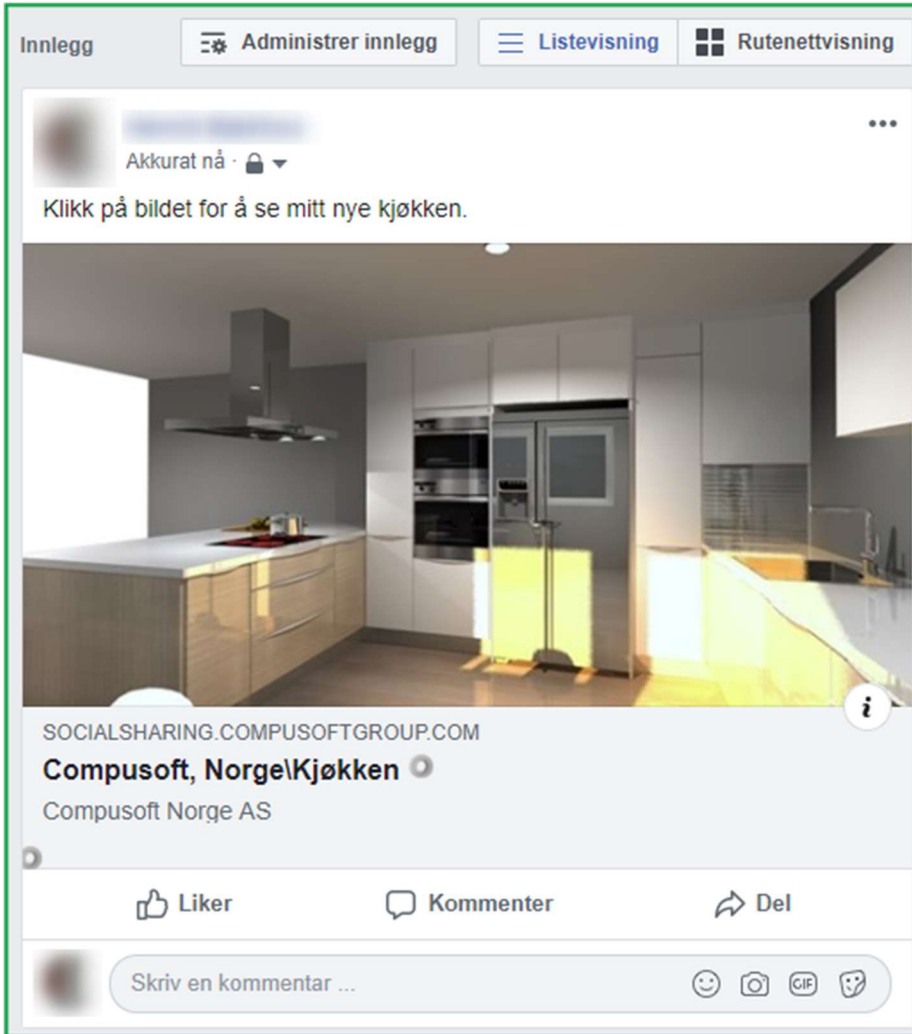 Innlegg
Administrer innlegg
Listevisning
Rutenettvisning
Akkurat nå ·
Klikk på bildet for å se mitt nye kjøkken.
SOCIALSHARING.COMPUSOFTGROUP.COM
Compusoft, Norge\Kjøkken
Compusoft Norge AS
Liker
Kommenter
Del
Skriv en kommentar ...
GIF